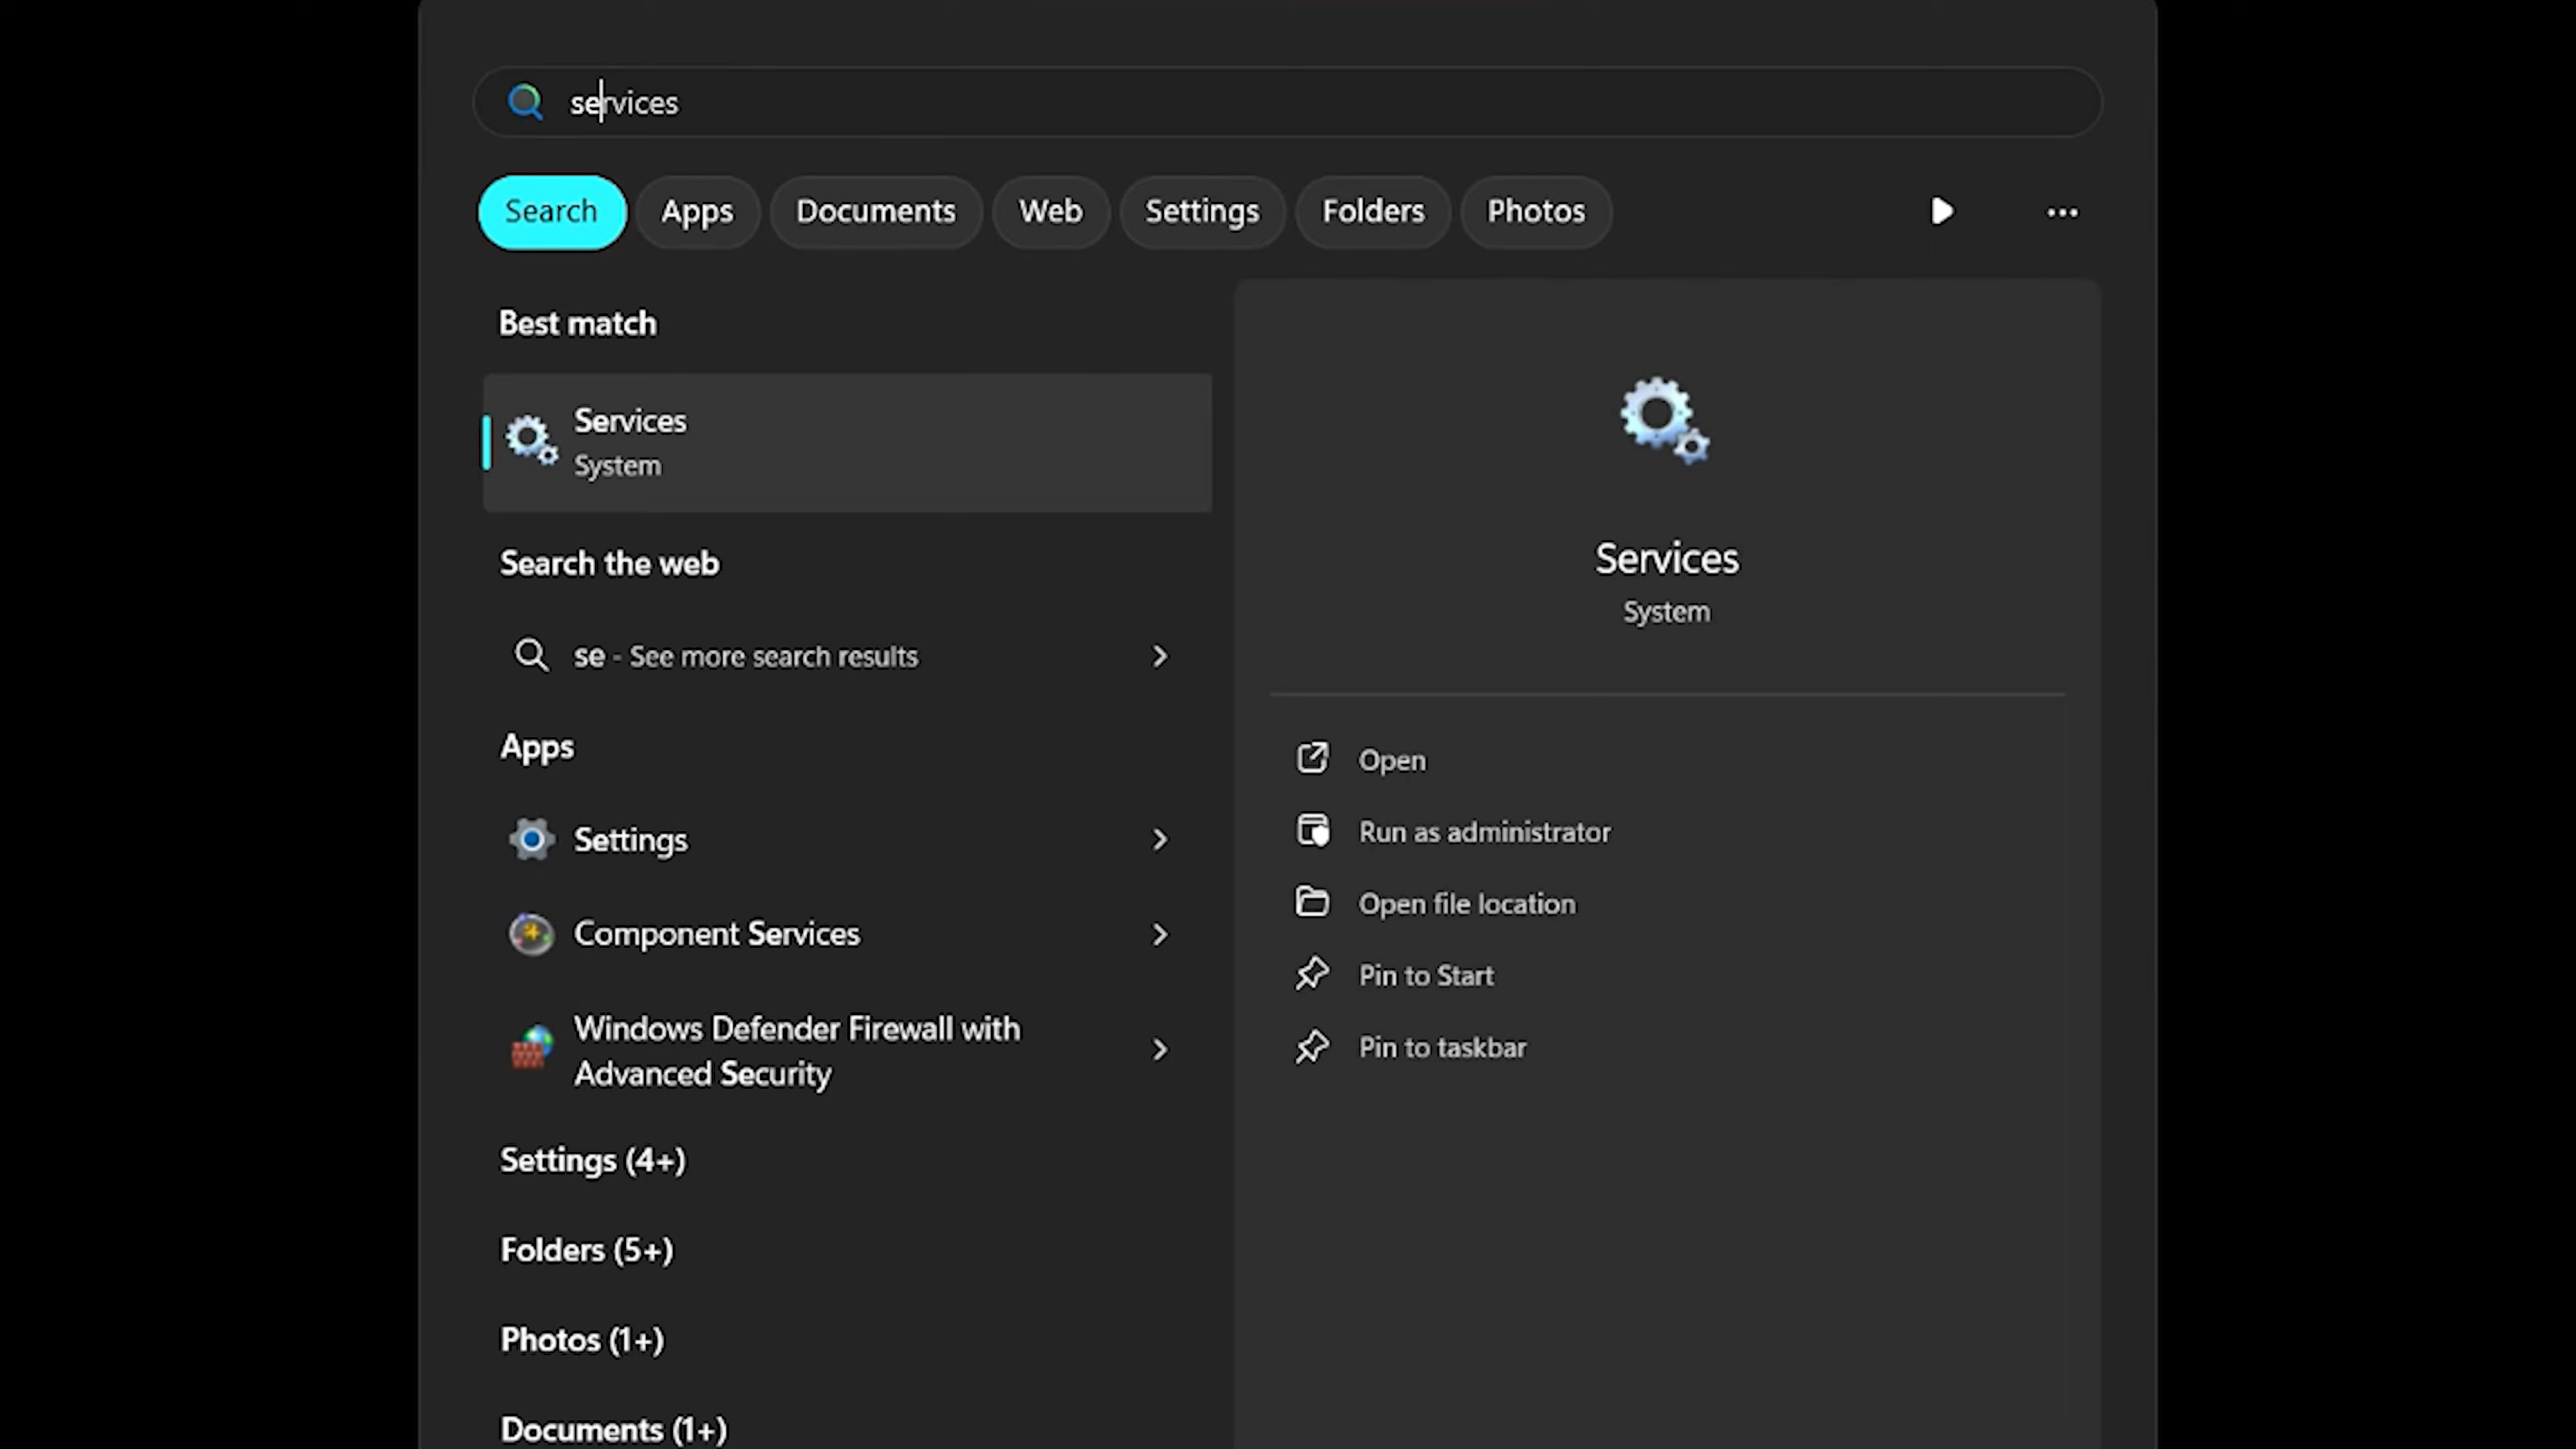 services
Search Apps Documents Web Settings Folders Photos
Best match
Services
System
Search the web
se - See more search results
Apps
Settings
Component Services
Windows Defender Firewall with
Advanced Security
Settings (4+)
Folders (5+)
Photos (1+)
Documents (1+)
Services
System
Open
Run as administrator
Open file location
Pin to Start
Pin to taskbar